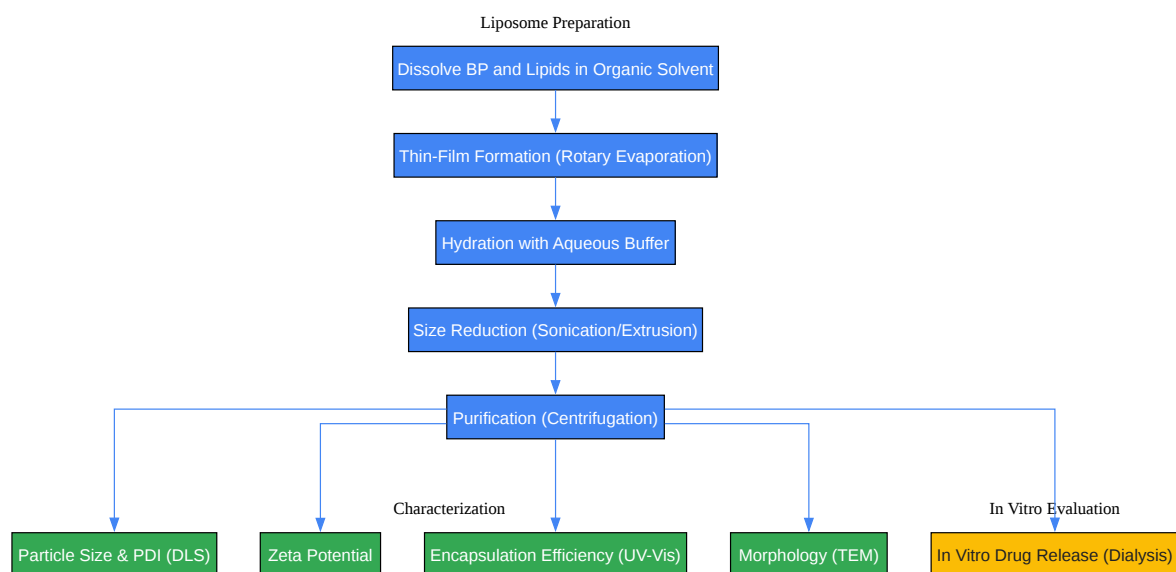 Liposome Preparation
Dissolve BP and Lipids in Organic Solvent
Thin-Film Formation (Rotary Evaporation)
Hydration with Aqueous Buffer
Size Reduction (Sonication/Extrusion)
Purification (Centrifugation)
Characterization
In Vitro Evaluation
Particle Size & PDI (DLS)
Zeta Potential
Encapsulation Efficiency (UV-Vis)
Morphology (TEM)
In Vitro Drug Release (Dialysis)